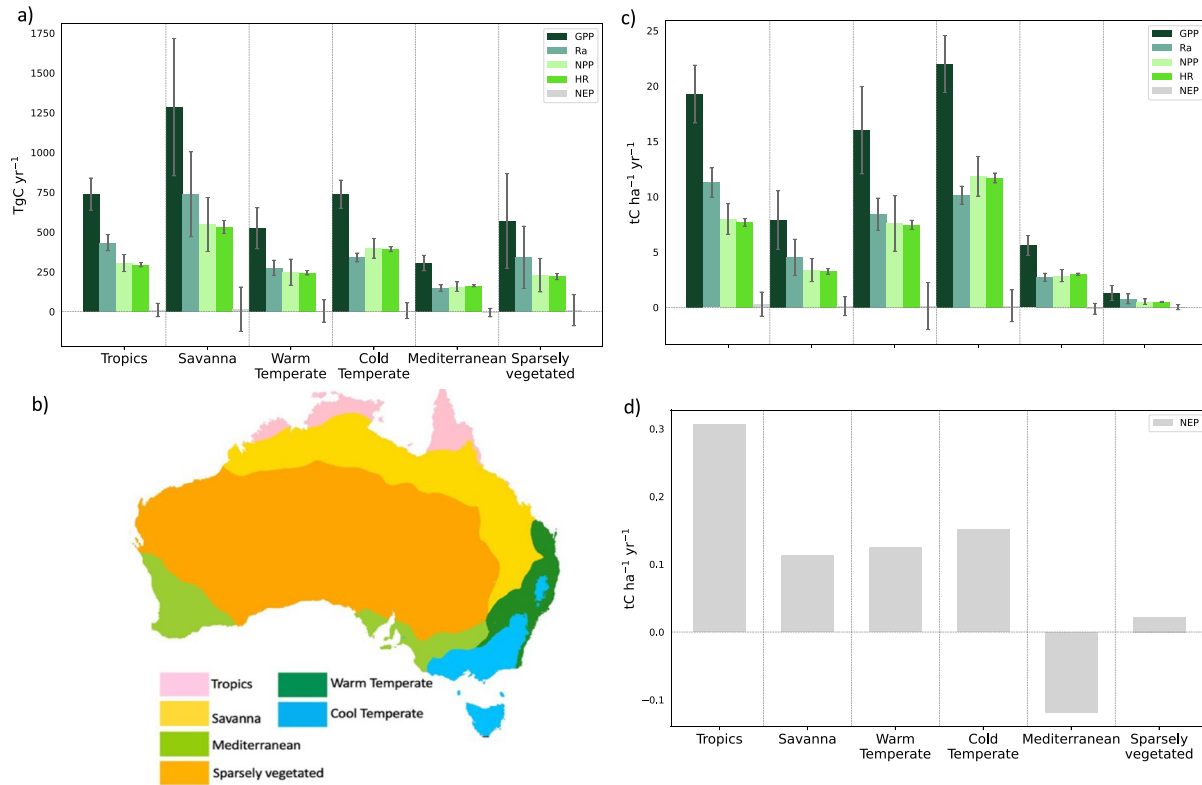 a)
1750
1500
1250
1000
750
500
250
0
TgC yr⁻¹
GPP
Ra
NPP
HR
NEP
Tropics
Savanna
Warm
Temperate
Cold
Temperate
Mediterranean
Sparsely
vegetated
c)
25
20
15
10
5
0
tC ha⁻¹ yr⁻¹
GPP
Ra
NPP
HR
NEP
b)
Tropics
Savanna
Mediterranean
Sparsely vegetated
Warm Temperate
Cool Temperate
d)
0.3
0.2
0.1
0.0
−0.1
tC ha⁻¹ yr⁻¹
NEP
Tropics
Savanna
Warm
Temperate
Cold
Temperate
Mediterranean
Sparsely
vegetated